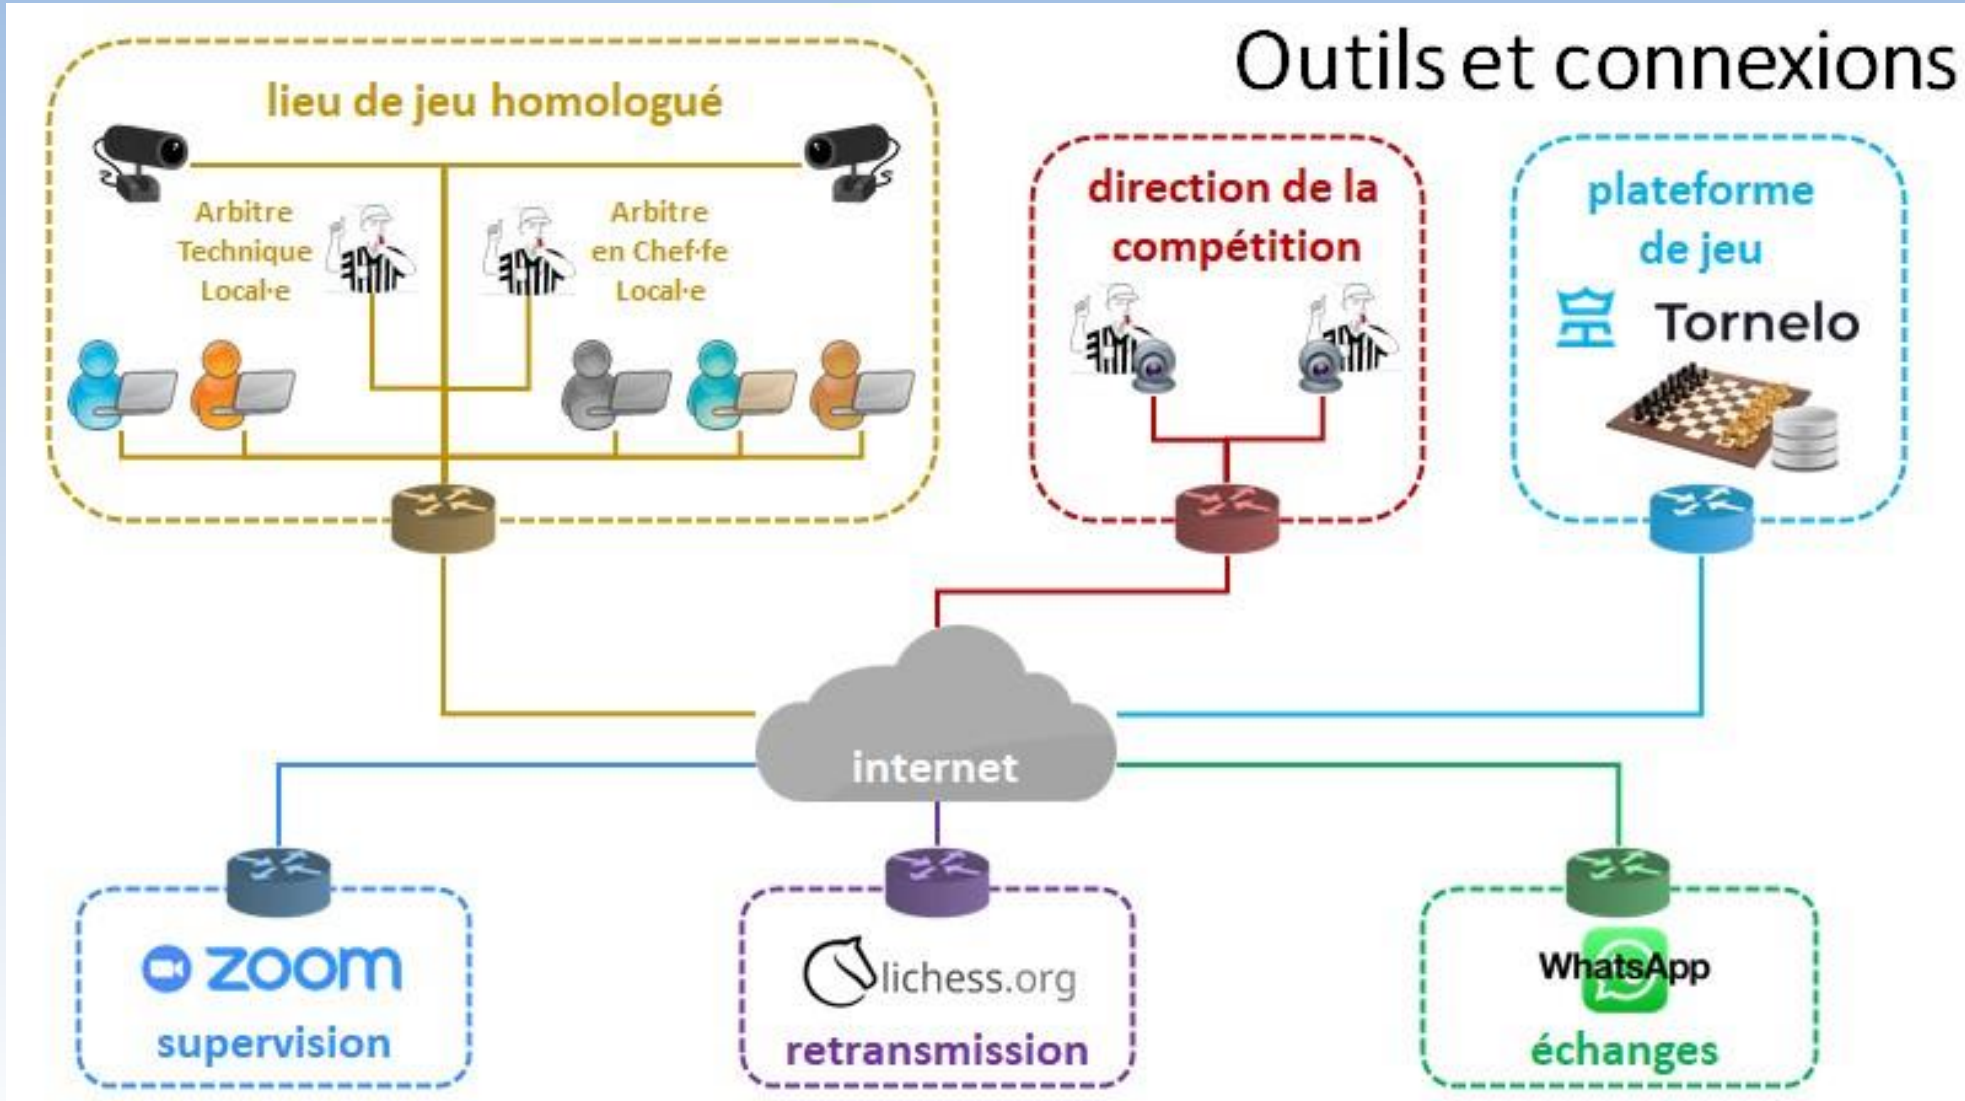 Outils et connexions
lieu de jeu homologué
Arbitre
Technique
Local·e
Arbitre
en Chef·fe
Local·e
direction de la
compétition
plateforme
de jeu
Tornelo
internet
zoom
supervision
lichess.org
retransmission
WhatsApp
échanges